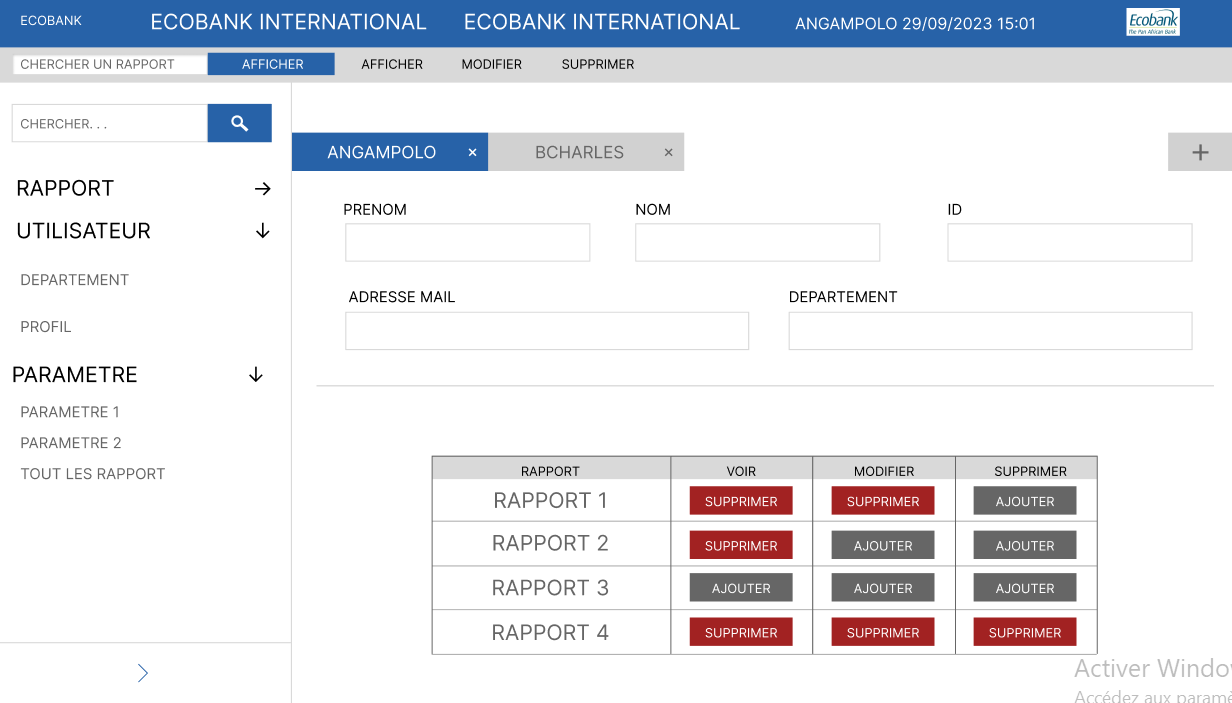 ECOBANK
ECOBANK INTERNATIONAL
ECOBANK INTERNATIONAL
ANGAMPOLO 29/09/2023 15:01
Ecobank
The Pan African Bank
CHERCHER UN RAPPORT
AFFICHER
AFFICHER
MODIFIER
SUPPRIMER
CHERCHER. . .
RAPPORT
UTILISATEUR
DEPARTEMENT
PROFIL
PARAMETRE
PARAMETRE 1
PARAMETRE 2
TOUT LES RAPPORT
ANGAMPOLO ×
BCHARLES ×
+
PRENOM
NOM
ID
ADRESSE MAIL
DEPARTEMENT
RAPPORT VOIR MODIFIER SUPPRIMER
RAPPORT 1 SUPPRIMER SUPPRIMER AJOUTER
RAPPORT 2 SUPPRIMER AJOUTER AJOUTER
RAPPORT 3 AJOUTER AJOUTER AJOUTER
RAPPORT 4 SUPPRIMER SUPPRIMER SUPPRIMER
Activer Windo
Accédez aux paramè